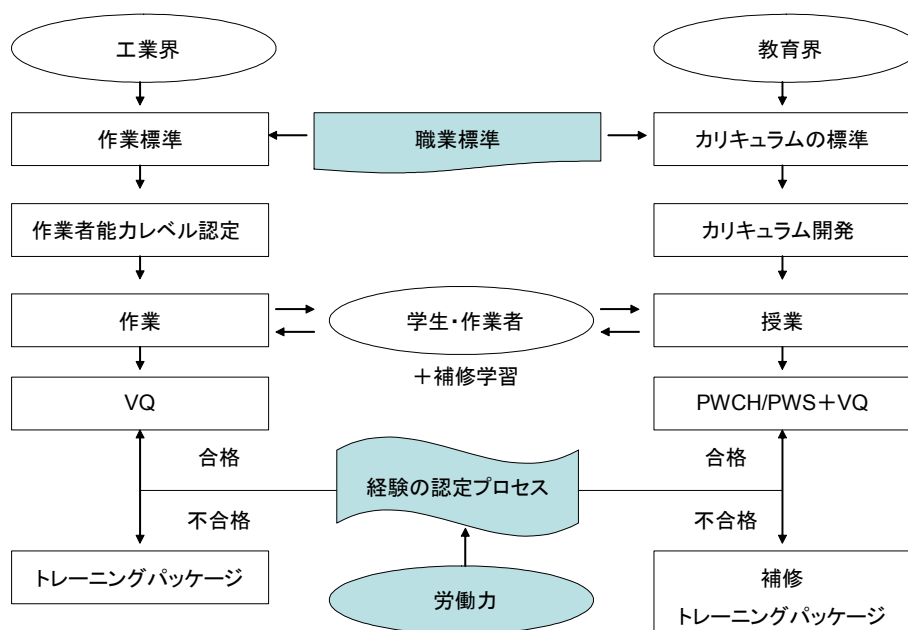 工業界
教育界
作業標準
職業標準
カリキュラムの標準
作業者能力レベル認定
カリキュラム開発
作業
学生・作業者
授業
+補修学習
VQ
PWCH/PWS+VQ
合格
経験の認定プロセス
合格
不合格
不合格
トレーニングパッケージ
労働力
補修
トレーニングパッケージ